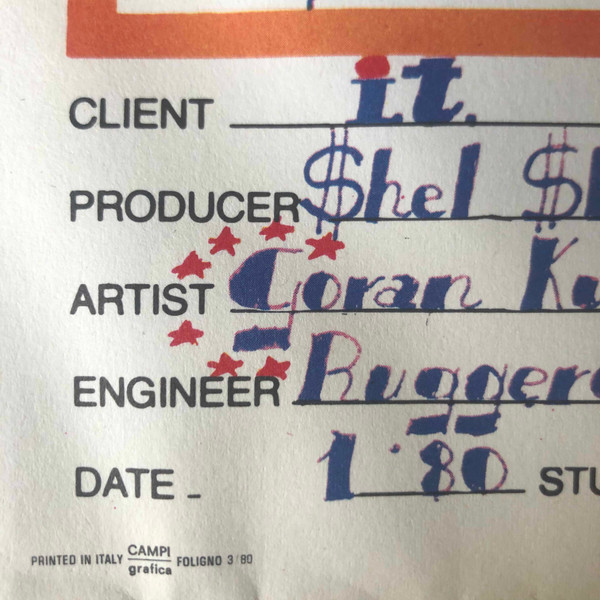 CLIENT it.
PRODUCER $hel $
ARTIST Goran Ku
ENGINEER Ruggero
DATE 1·80 STU
PRINTED IN ITALY CAMPI grafica FOLIGNO 3/80